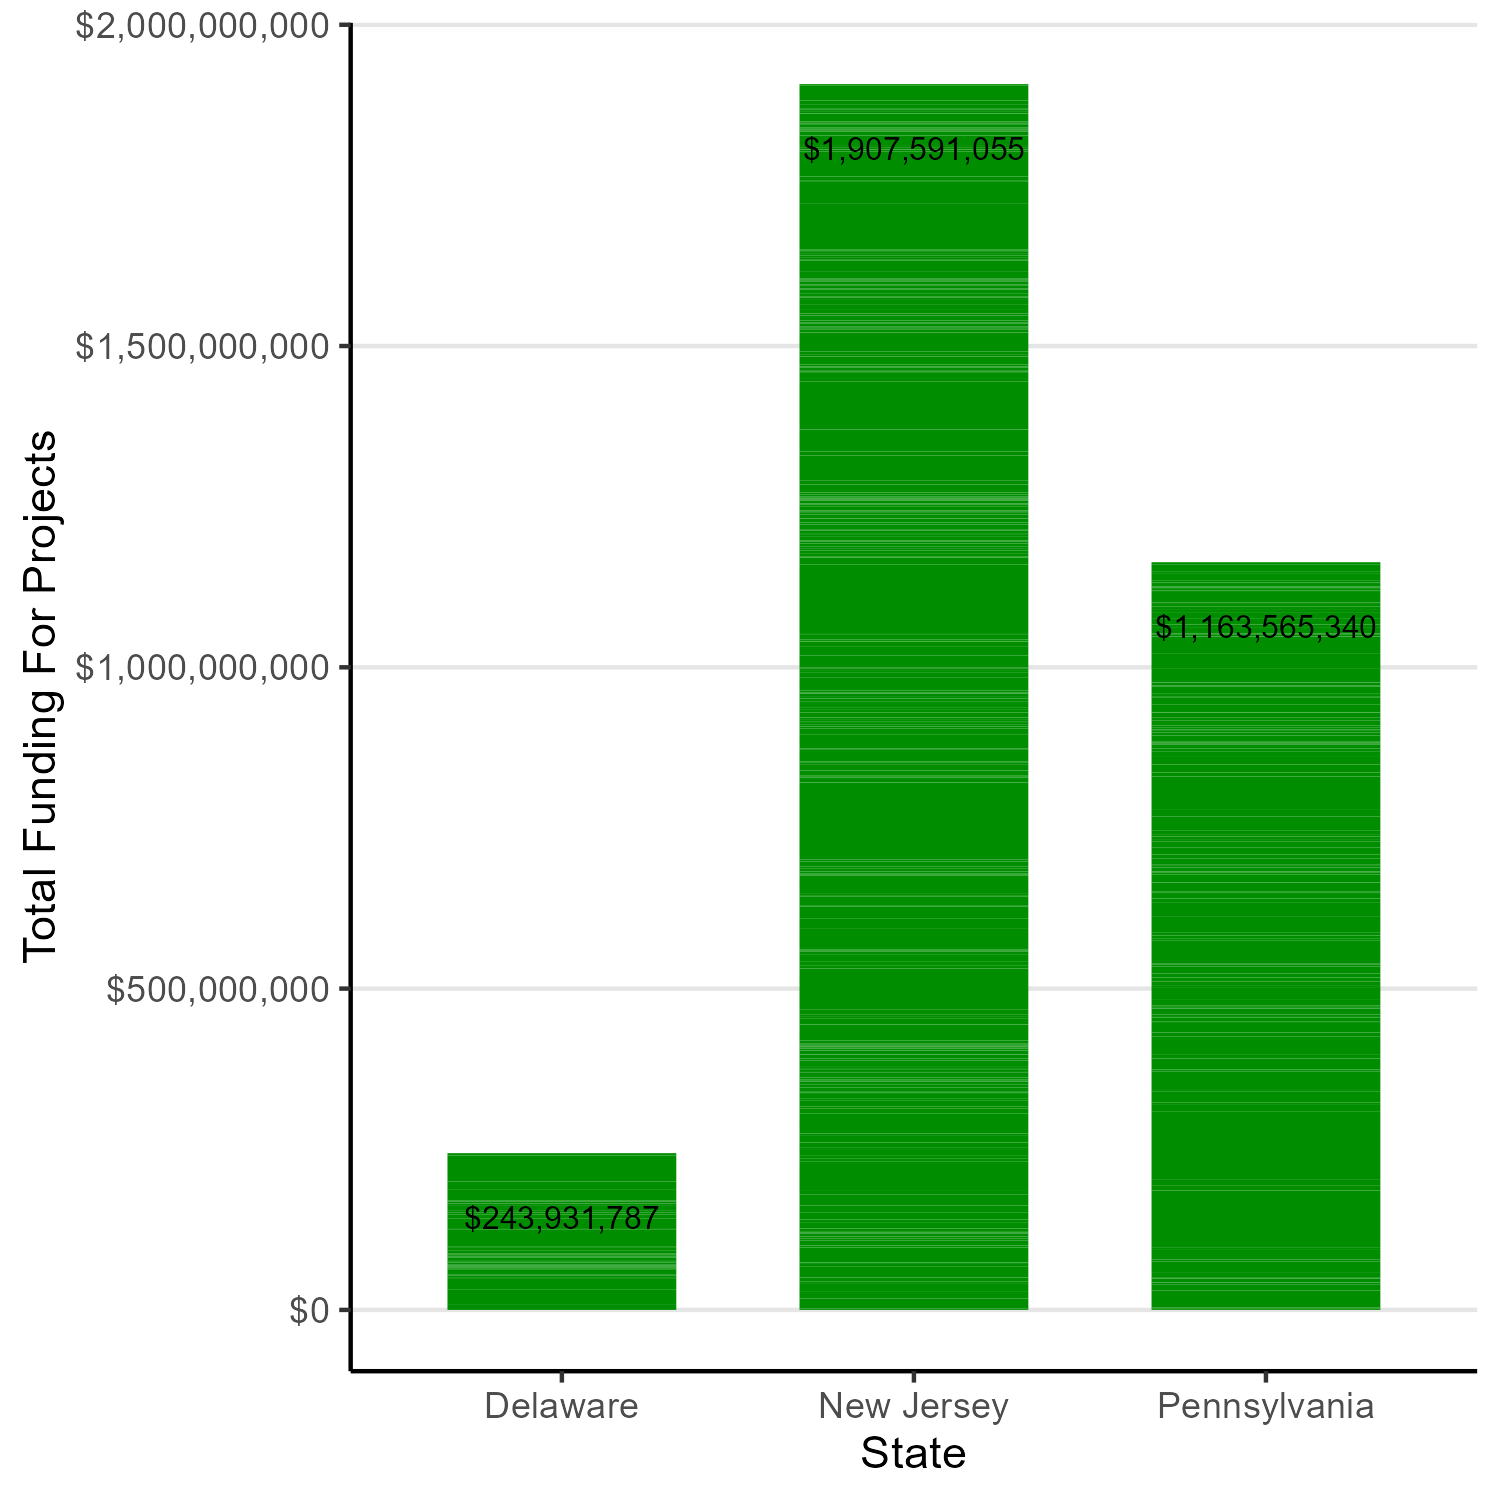 $2,000,000,000
$1,907,591,055
$1,500,000,000
$1,163,565,340
$1,000,000,000
Total Funding For Projects
$500,000,000
$243,931,787
$0
Delaware New Jersey Pennsylvania
State